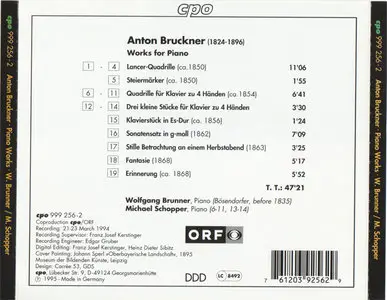 cpo
Anton Bruckner (1824-1896)
Works for Piano
1 - 4 Lancer-Quadrille (ca. 1850) 11'06
5 Steiermärker (ca. 1850) 1'55
6 - 11 Quadrille für Klavier zu 4 Händen (ca. 1854) 6'41
12 - 14 Drei kleine Stücke für Klavier zu 4 Händen 3'30
15 Klavierstück in Es-Dur (ca. 1856) 1'54
16 Sonatensatz in g-moll (1862) 7'09
17 Stille Betrachtung an einem Herbstabend (1863) 3'25
18 Fantasie (1868) 5'17
19 Erinnerung (ca. 1868) 5'52
T. T.: 47'21
Wolfgang Brunner, Piano (Bösendorfer, before 1835)
Michael Schopper, Piano (6-11, 13-14)
cpo 999 256-2
Coproduction cpo/ORF
Recording: 21-23 March 1994
Recording Supervisor: Franz Josef Kerstinger
Recording Engineer: Edgar Gruber
Digital Editing: Franz Josef Kerstinger, Heinz Dieter Sibitz
Cover Painting: Johann Sperl »Oberbayerische Landschaft«, 1895
Museum der Bildenden Künste, Leipzig
Design: Carrée 53, GDS
cpo, Lübecker Str. 9, D-49124 Georgsmarienhütte
℗ 1995 - Made in Germany
ORF
DDD
LC 8492
7 61203 92562 9
cpo 999 256-2 Anton Bruckner · Piano Works · W. Brunner / M. Schopper
cpo 999 256-2 Anton Bruckner · Piano Works · W. Brunner / M. Schopper